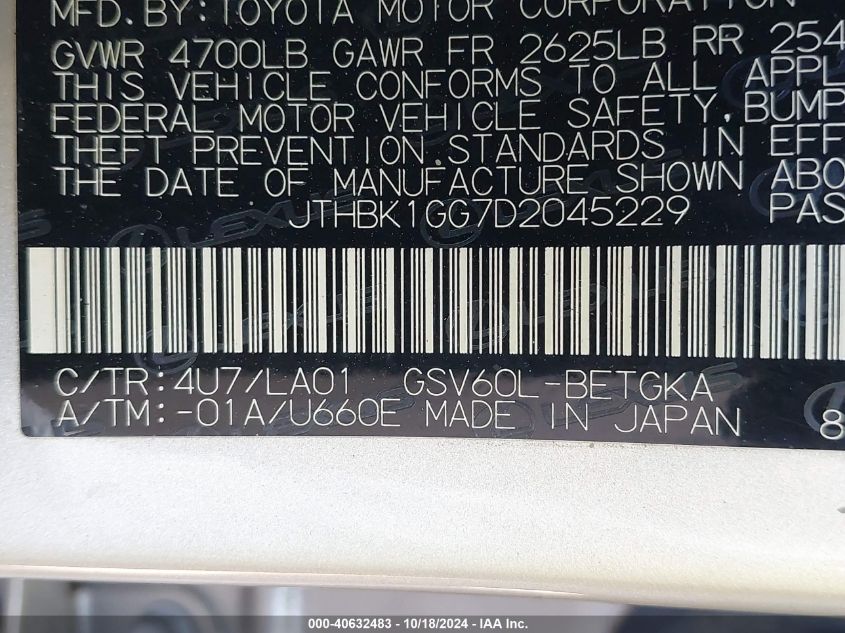 MFD. BY: TOYOTA MOTOR CORPORATION
GVWR 4700LB GAWR FR 2625LB RR 254
THIS VEHICLE CONFORMS TO ALL APPL
FEDERAL MOTOR VEHICLE SAFETY, BUMP
THEFT PREVENTION STANDARDS IN EFF
THE DATE OF MANUFACTURE SHOWN ABO
JTHBK1GG7D2045229 PAS
C/TR: 4U7/LA01 GSV60L-BETGKA
A/TM: -01A/U660E MADE IN JAPAN 8
000-40632483 - 10/18/2024 - IAA Inc.